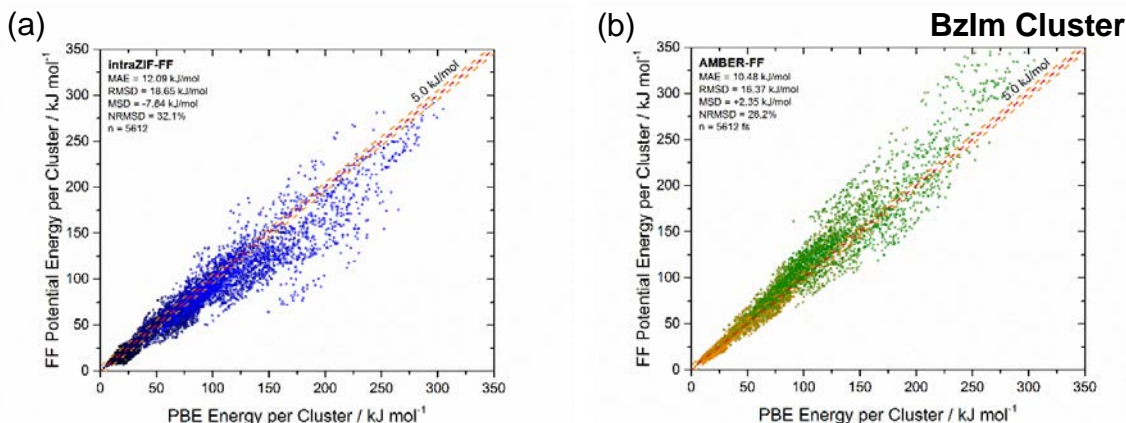 (a)
intraZIF-FF
MAE = 12.09 kJ/mol
RMSD = 18.65 kJ/mol
MSD = -7.84 kJ/mol
NRMSD = 32.1%
n = 5612
5.0 kJ/mol
FF Potential Energy per Cluster / kJ mol⁻¹
350
300
250
200
150
100
50
0
0 50 100 150 200 250 300 350
PBE Energy per Cluster / kJ mol⁻¹
(b)
BzIm Cluster
AMBER-FF
MAE = 10.48 kJ/mol
RMSD = 16.37 kJ/mol
MSD = +2.35 kJ/mol
NRMSD = 28.2%
n = 5612 fs
5.0 kJ/mol
FF Potential Energy per Cluster / kJ mol⁻¹
350
300
250
200
150
100
50
0
0 50 100 150 200 250 300 350
PBE Energy per Cluster / kJ mol⁻¹